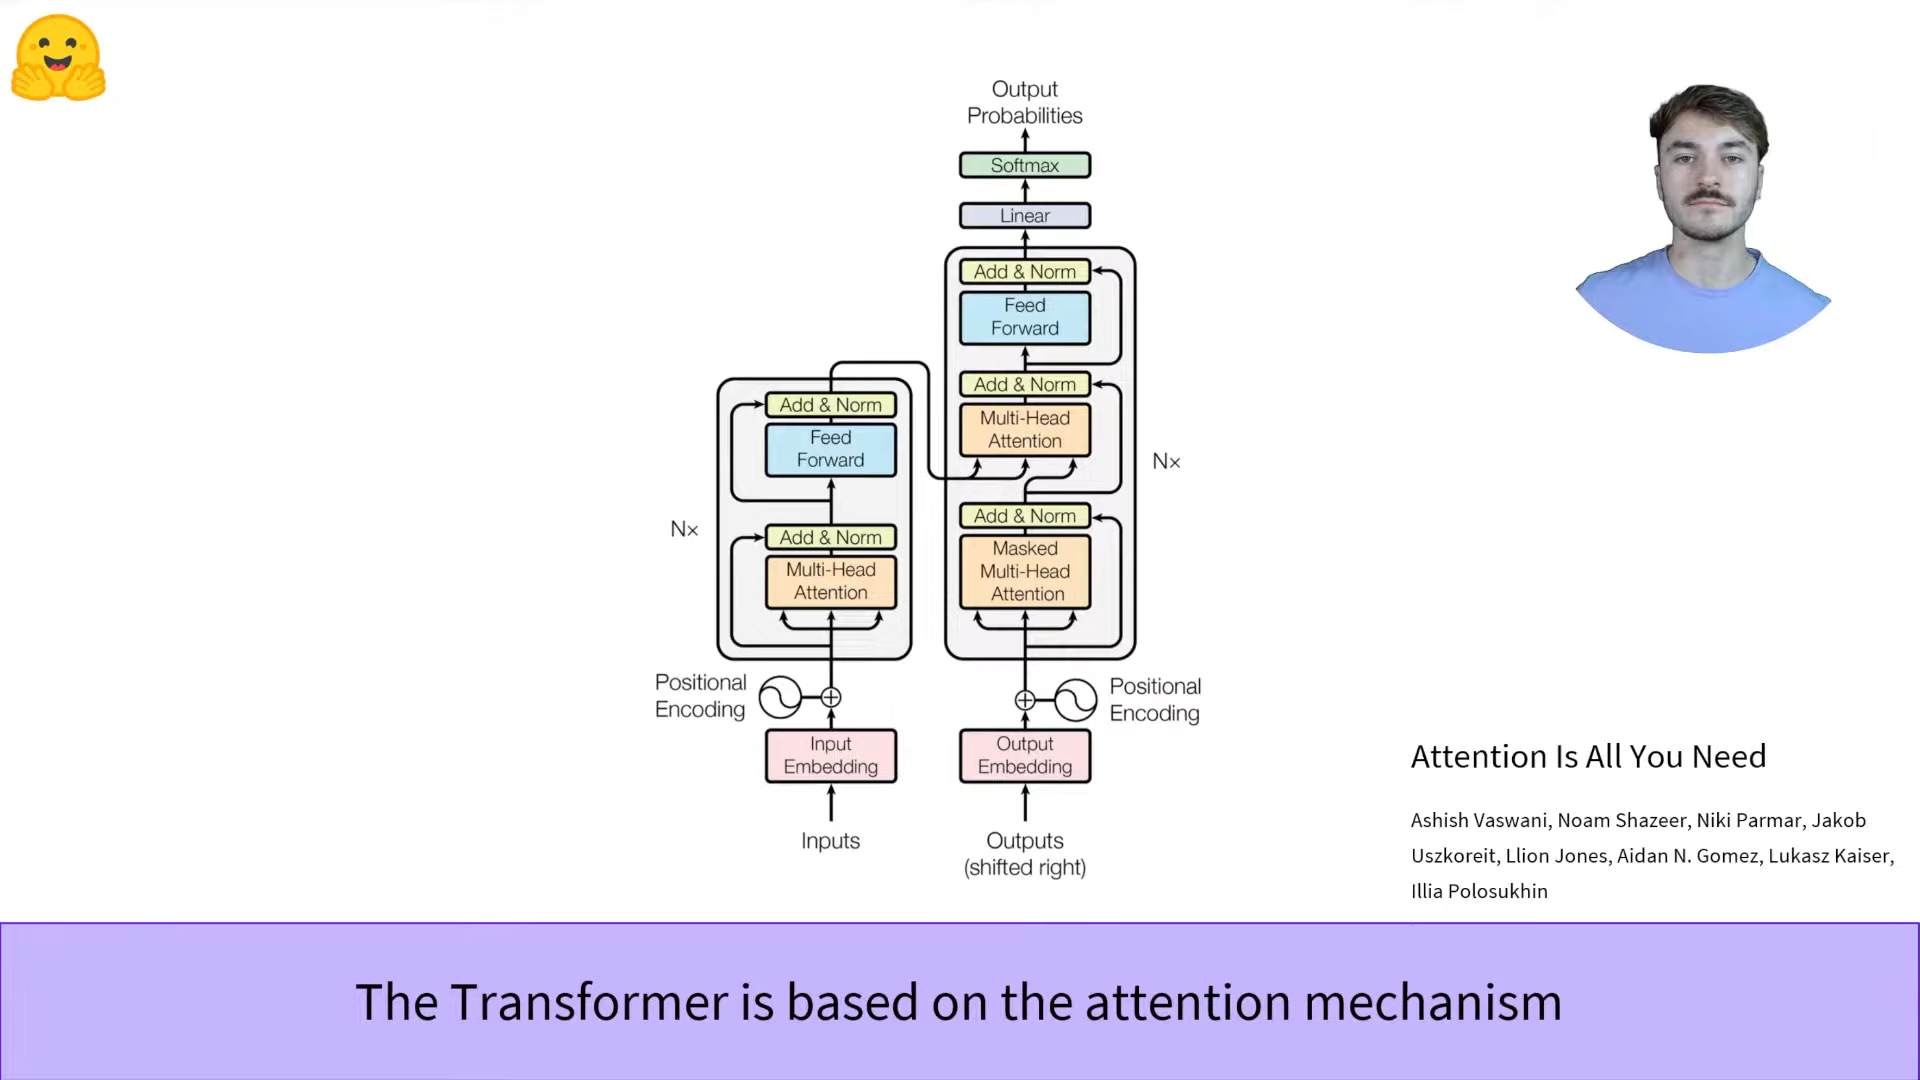 Output
Probabilities
Softmax
Linear
Add & Norm
Feed
Forward
Add & Norm
Multi-Head
Attention
Nx
Add & Norm
Masked
Multi-Head
Attention
Add & Norm
Feed
Forward
Nx
Add & Norm
Multi-Head
Attention
Positional
Encoding
Positional
Encoding
Input
Embedding
Output
Embedding
Inputs
Outputs
(shifted right)
Attention Is All You Need
Ashish Vaswani, Noam Shazeer, Niki Parmar, Jakob
Uszkoreit, Llion Jones, Aidan N. Gomez, Lukasz Kaiser,
Illia Polosukhin
The Transformer is based on the attention mechanism